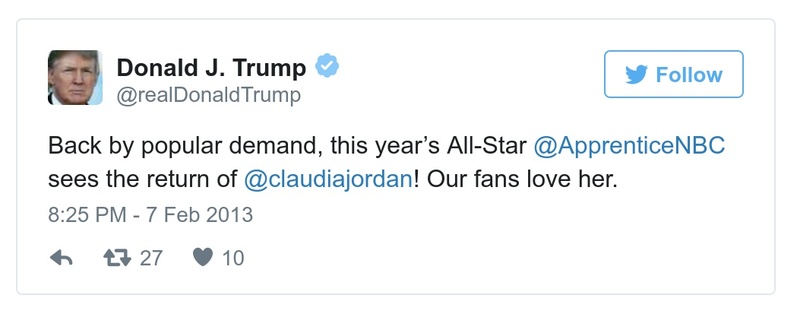 Donald J. Trump
@realDonaldTrump
Follow
Back by popular demand, this year’s All-Star @ApprenticeNBC
sees the return of @claudiajordan! Our fans love her.
8:25 PM - 7 Feb 2013
27 10